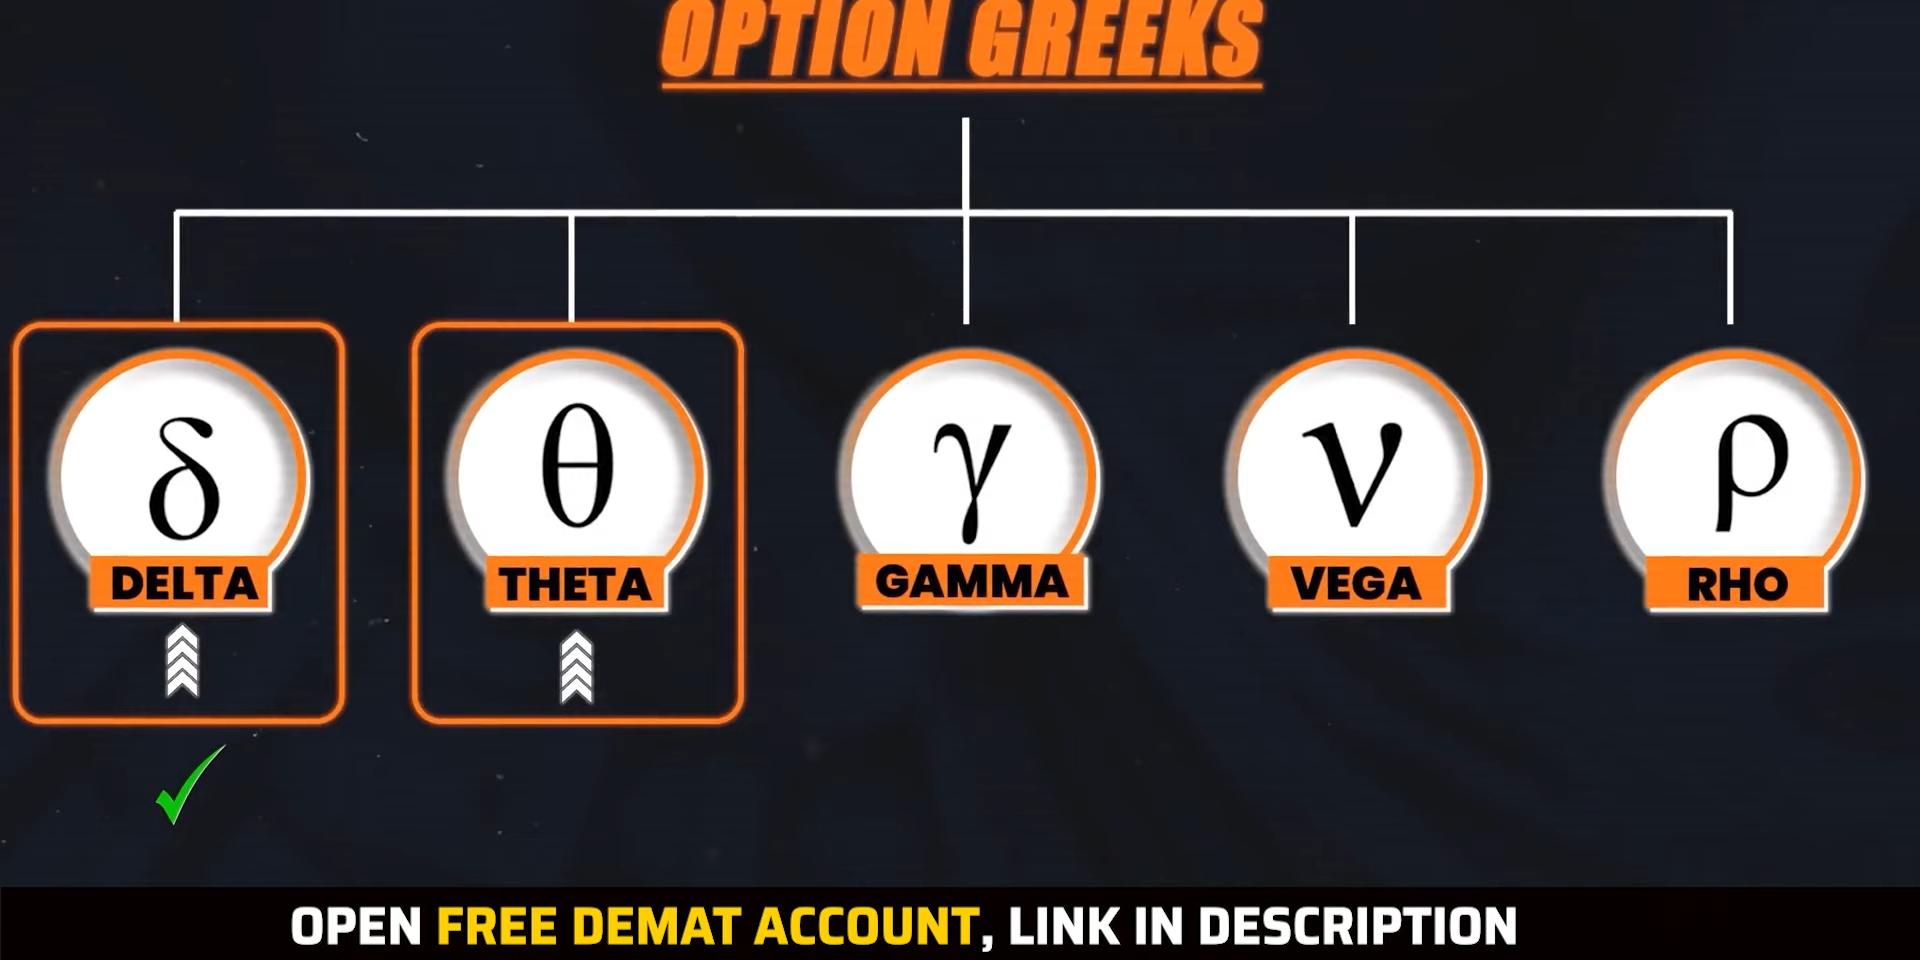 OPTION GREEKS
δ θ γ ν ρ
DELTA THETA GAMMA VEGA RHO
OPEN FREE DEMAT ACCOUNT, LINK IN DESCRIPTION